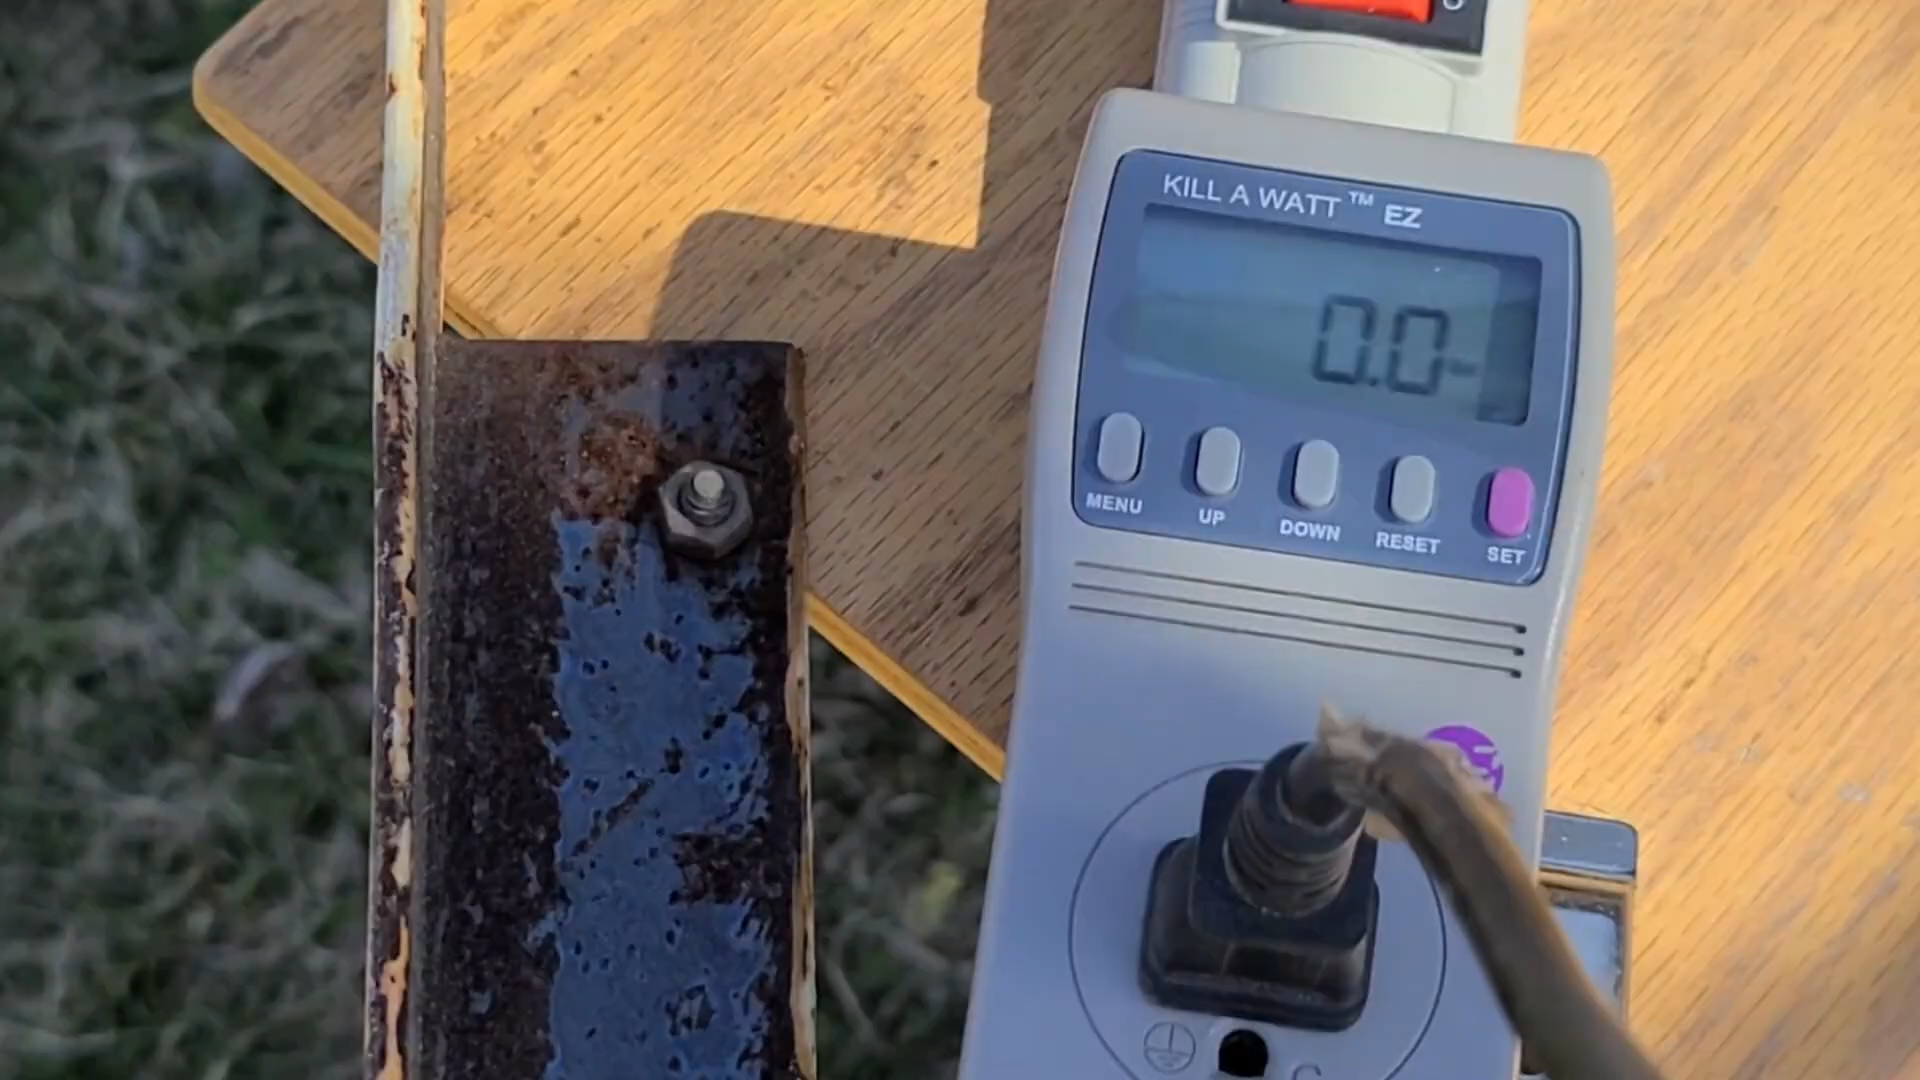 KILL A WATT™ EZ
0.0-
MENU UP DOWN RESET SET